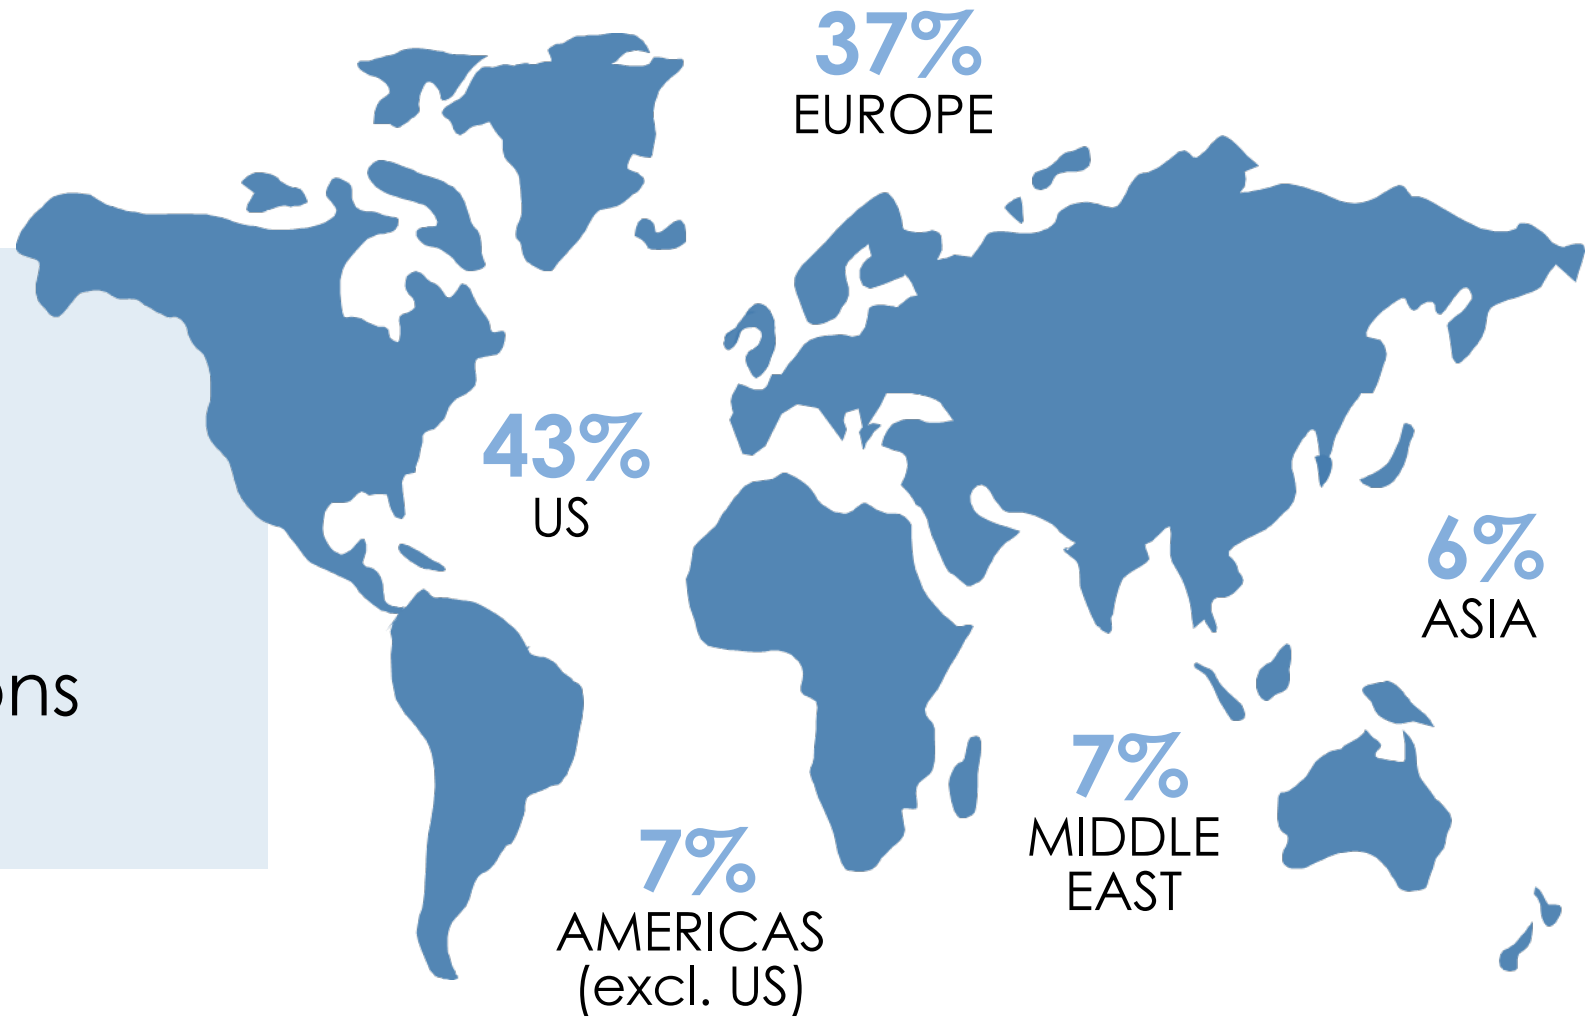 37%
EUROPE
43%
US
6%
ASIA
7%
MIDDLE
EAST
7%
AMERICAS
(excl. US)